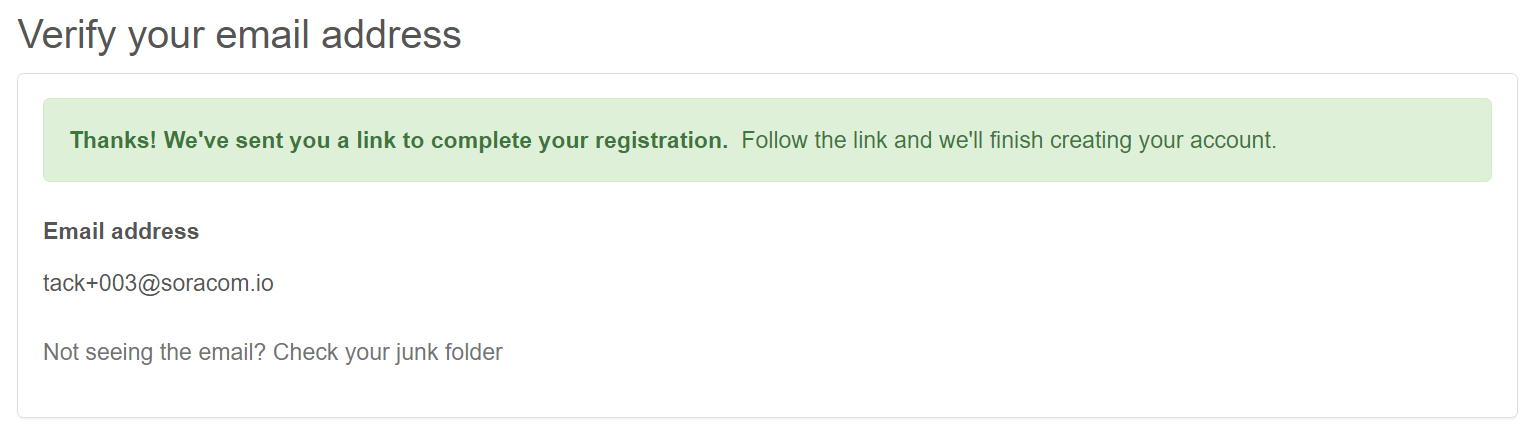 Verify your email address
Thanks! We've sent you a link to complete your registration. Follow the link and we'll finish creating your account.
Email address
tack+003@soracom.io
Not seeing the email? Check your junk folder